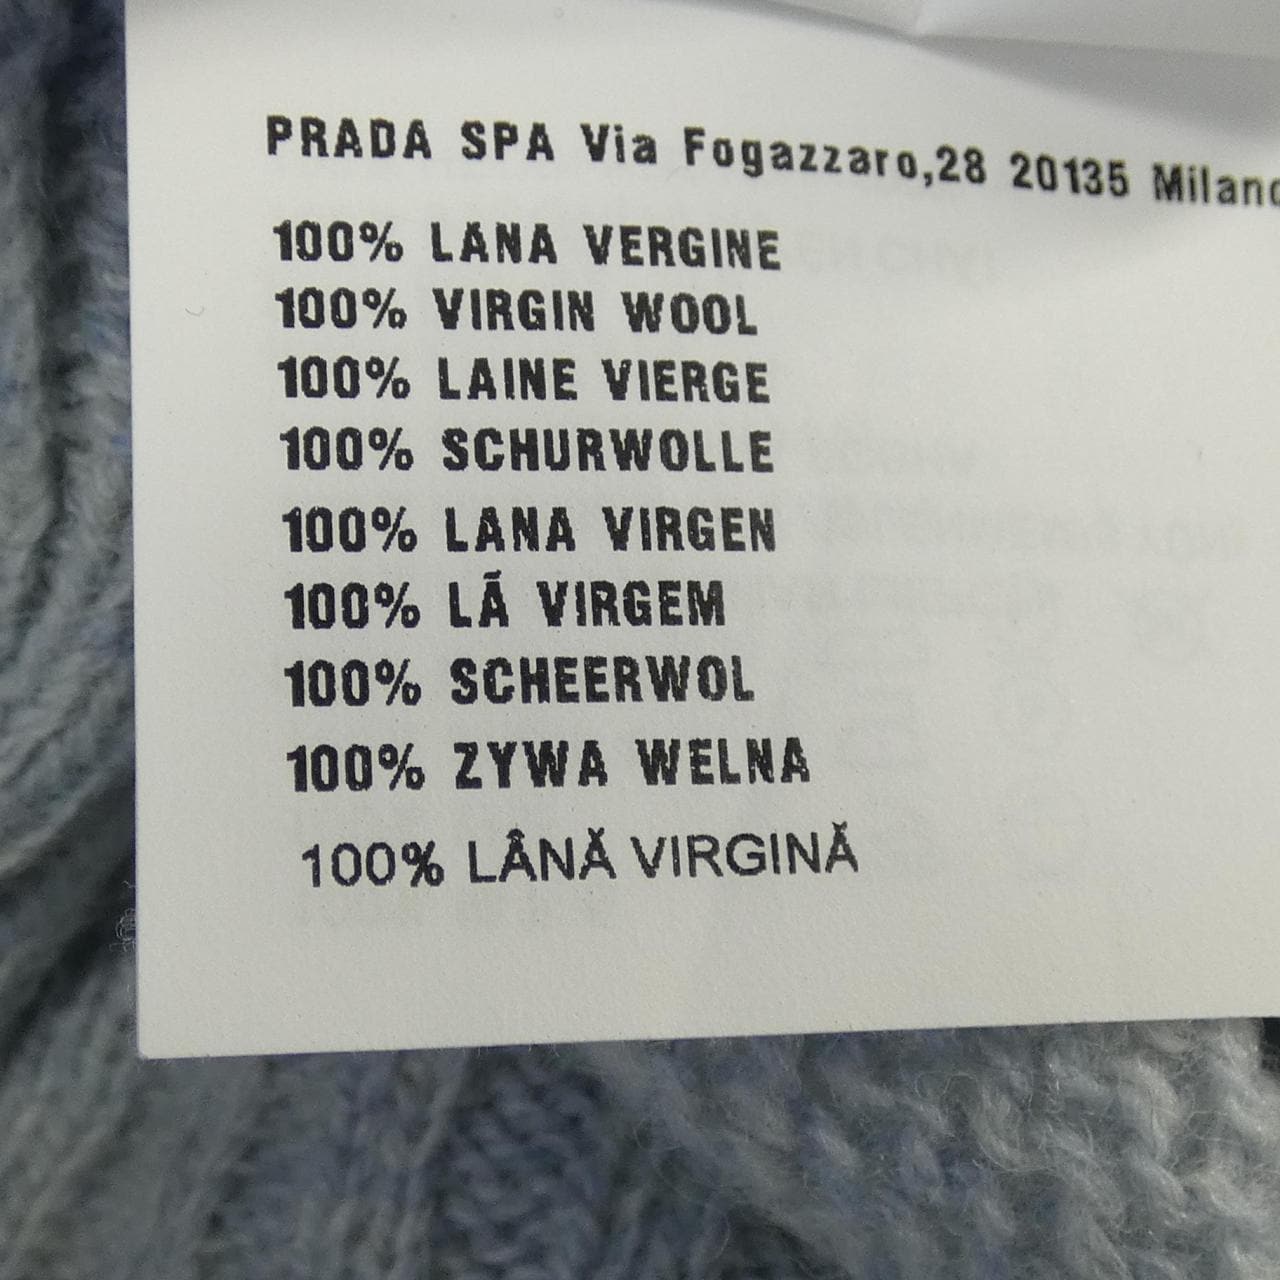 PRADA SPA Via Fogazzaro,28 20135 Milano
100% LANA VERGINE
100% VIRGIN WOOL
100% LAINE VIERGE
100% SCHURWOLLE
100% LANA VIRGEN
100% LÃ VIRGEM
100% SCHEERWOL
100% ZYWA WELNA
100% LÂNĂ VIRGINĂ